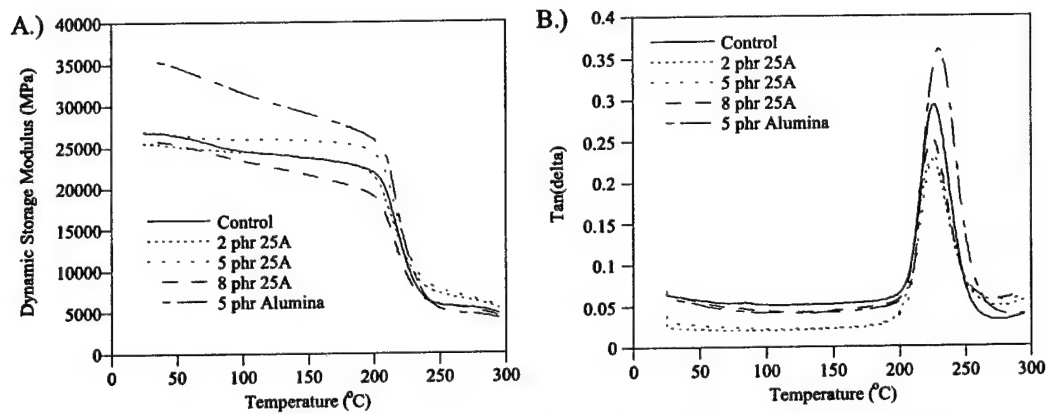 A.)
Dynamic Storage Modulus (MPa)
40000
35000
30000
25000
20000
15000
10000
5000
0
Control
2 phr 25A
5 phr 25A
8 phr 25A
5 phr Alumina
0
50
100
150
200
250
300
Temperature (°C)
B.)
Tan(delta)
0.4
0.35
0.3
0.25
0.2
0.15
0.1
0.05
0
Control
2 phr 25A
5 phr 25A
8 phr 25A
5 phr Alumina
0
50
100
150
200
250
300
Temperature (°C)